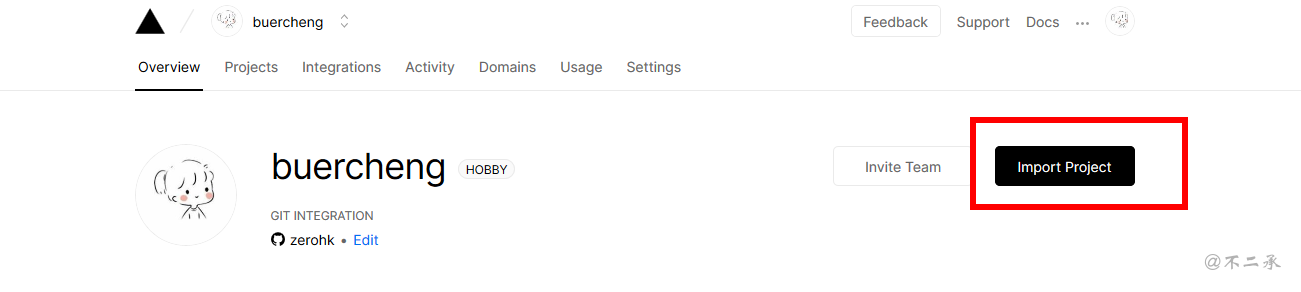 buercheng Feedback Support Docs ...
Overview Projects Integrations Activity Domains Usage Settings
buercheng HOBBY Invite Team Import Project
GIT INTEGRATION
zerohk • Edit
@不二承